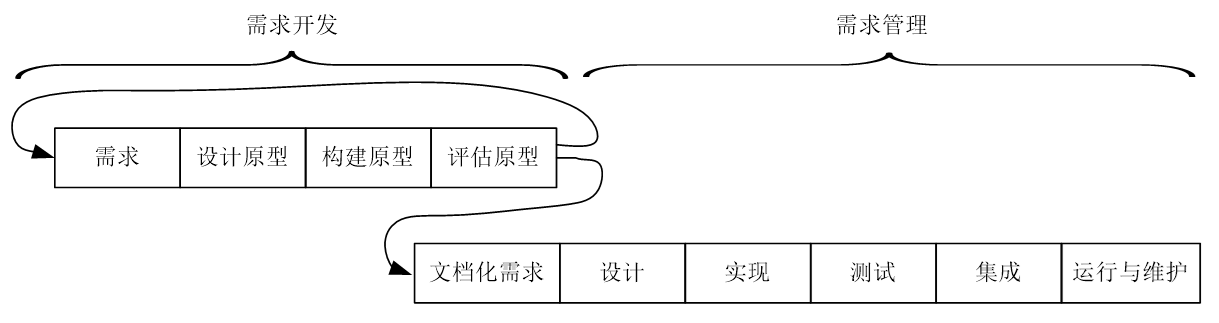 需求开发 需求管理
需求 设计原型 构建原型 评估原型
文档化需求 设计 实现 测试 集成 运行与维护